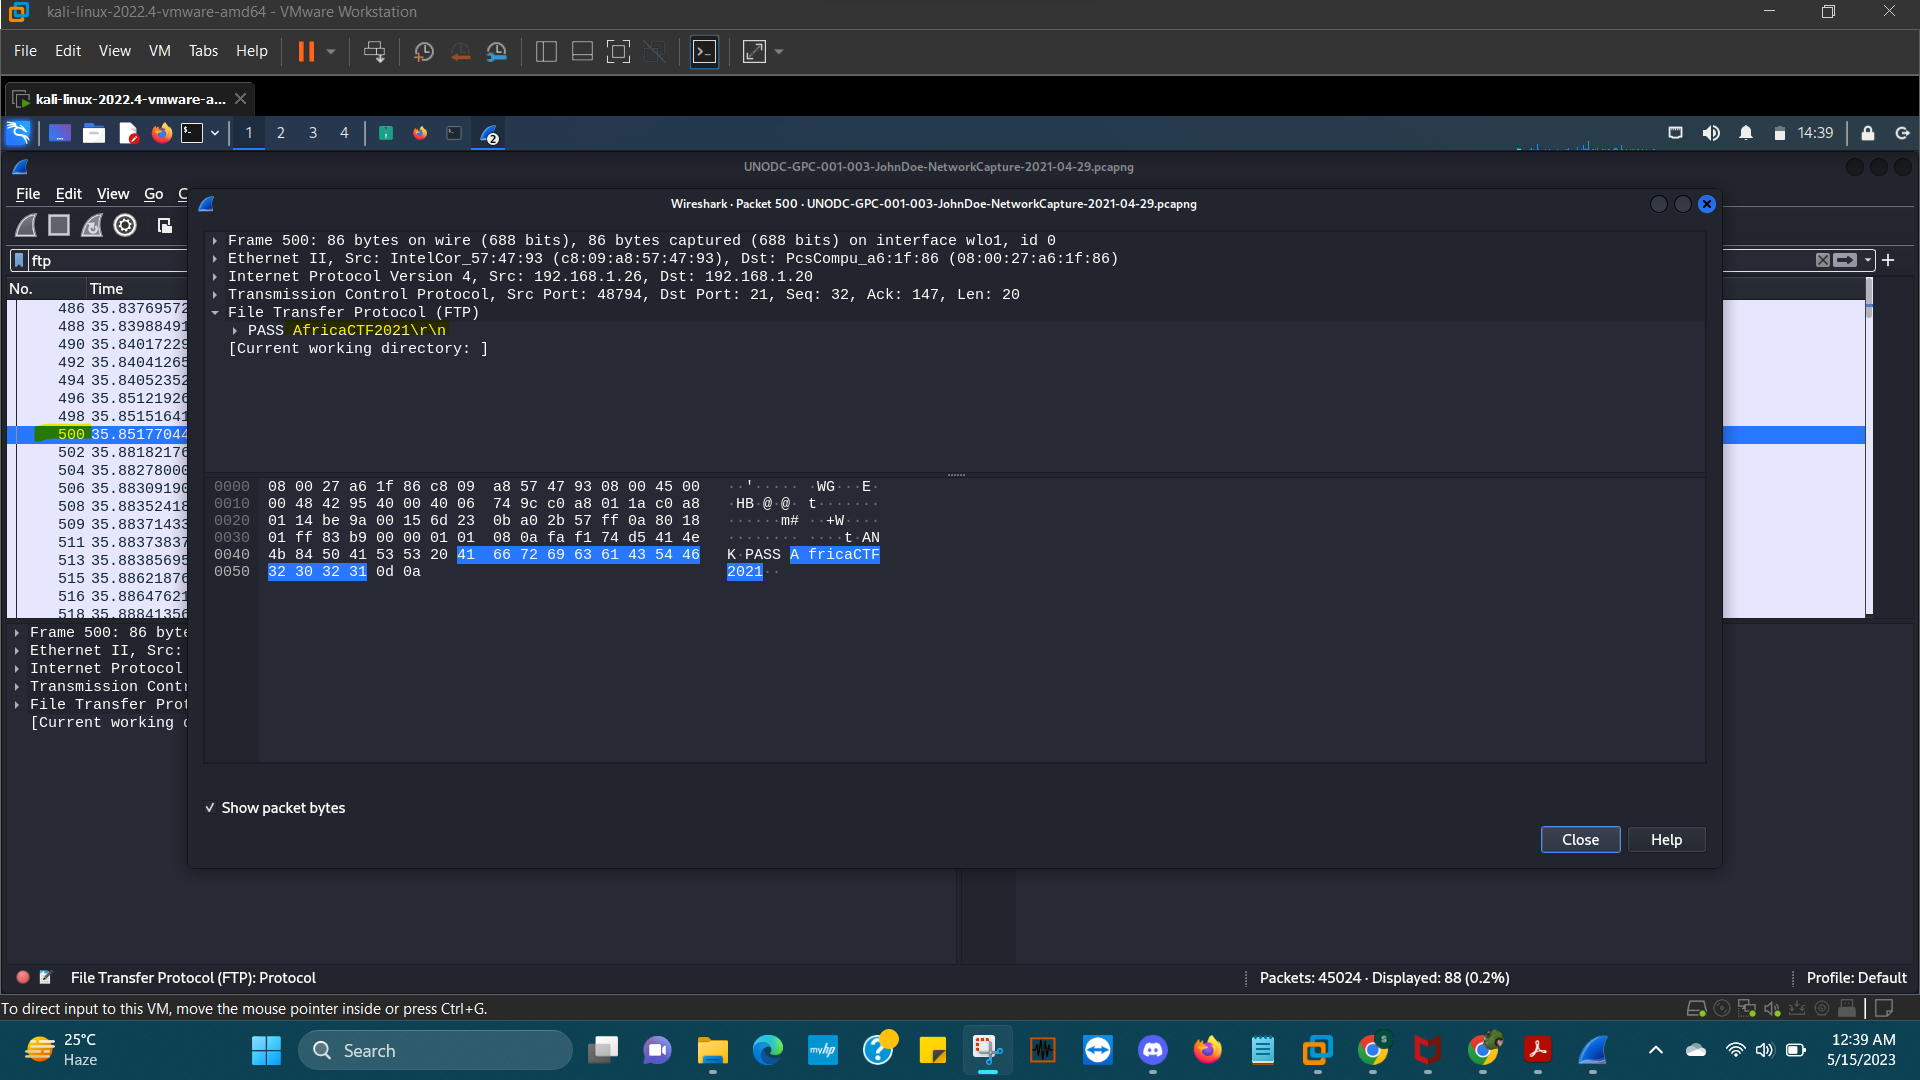 kali-linux-2022.4-vmware-amd64 - VMware Workstation
File Edit View VM Tabs Help
kali-linux-2022.4-vmware-a...
1 2 3 4 2 14:39
UNODC-GPC-001-003-JohnDoe-NetworkCapture-2021-04-29.pcapng
File Edit View Go C
Wireshark · Packet 500 · UNODC-GPC-001-003-JohnDoe-NetworkCapture-2021-04-29.pcapng
ftp
No. Time
486 35.83769572
488 35.83988491
490 35.84017229
492 35.84041265
494 35.84052352
496 35.85121926
498 35.85151641
500 35.85177044
502 35.88182176
504 35.88278000
506 35.88309190
508 35.88352418
509 35.88371433
511 35.88373837
513 35.88385695
515 35.88621876
516 35.88647621
518 35.88841356
Frame 500: 86 bytes on wire (688 bits), 86 bytes captured (688 bits) on interface wlo1, id 0
Ethernet II, Src: IntelCor_57:47:93 (c8:09:a8:57:47:93), Dst: PcsCompu_a6:1f:86 (08:00:27:a6:1f:86)
Internet Protocol Version 4, Src: 192.168.1.26, Dst: 192.168.1.20
Transmission Control Protocol, Src Port: 48794, Dst Port: 21, Seq: 32, Ack: 147, Len: 20
File Transfer Protocol (FTP)
PASS AfricaCTF2021\r\n
[Current working directory: ]
0000 08 00 27 a6 1f 86 c8 09 a8 57 47 93 08 00 45 00 ··'····· ·WG···E·
0010 00 48 42 95 40 00 40 06 74 9c c0 a8 01 1a c0 a8 ·HB·@·@· t·······
0020 01 14 be 9a 00 15 6d 23 0b a0 2b 57 ff 0a 80 18 ······m# ··+W····
0030 01 ff 83 b9 00 00 01 01 08 0a fa f1 74 d5 41 4e ········ ····t·AN
0040 4b 84 50 41 53 53 20 41 66 72 69 63 61 43 54 46 K·PASS A fricaCTF
0050 32 30 32 31 0d 0a 2021··
Show packet bytes
Close Help
Frame 500: 86 byte
Ethernet II, Src:
Internet Protocol
Transmission Contr
File Transfer Prot
[Current working d
File Transfer Protocol (FTP): Protocol Packets: 45024 · Displayed: 88 (0.2%) Profile: Default
To direct input to this VM, move the mouse pointer inside or press Ctrl+G.
25°C
Haze
Search
myhp
S
12:39 AM
5/15/2023